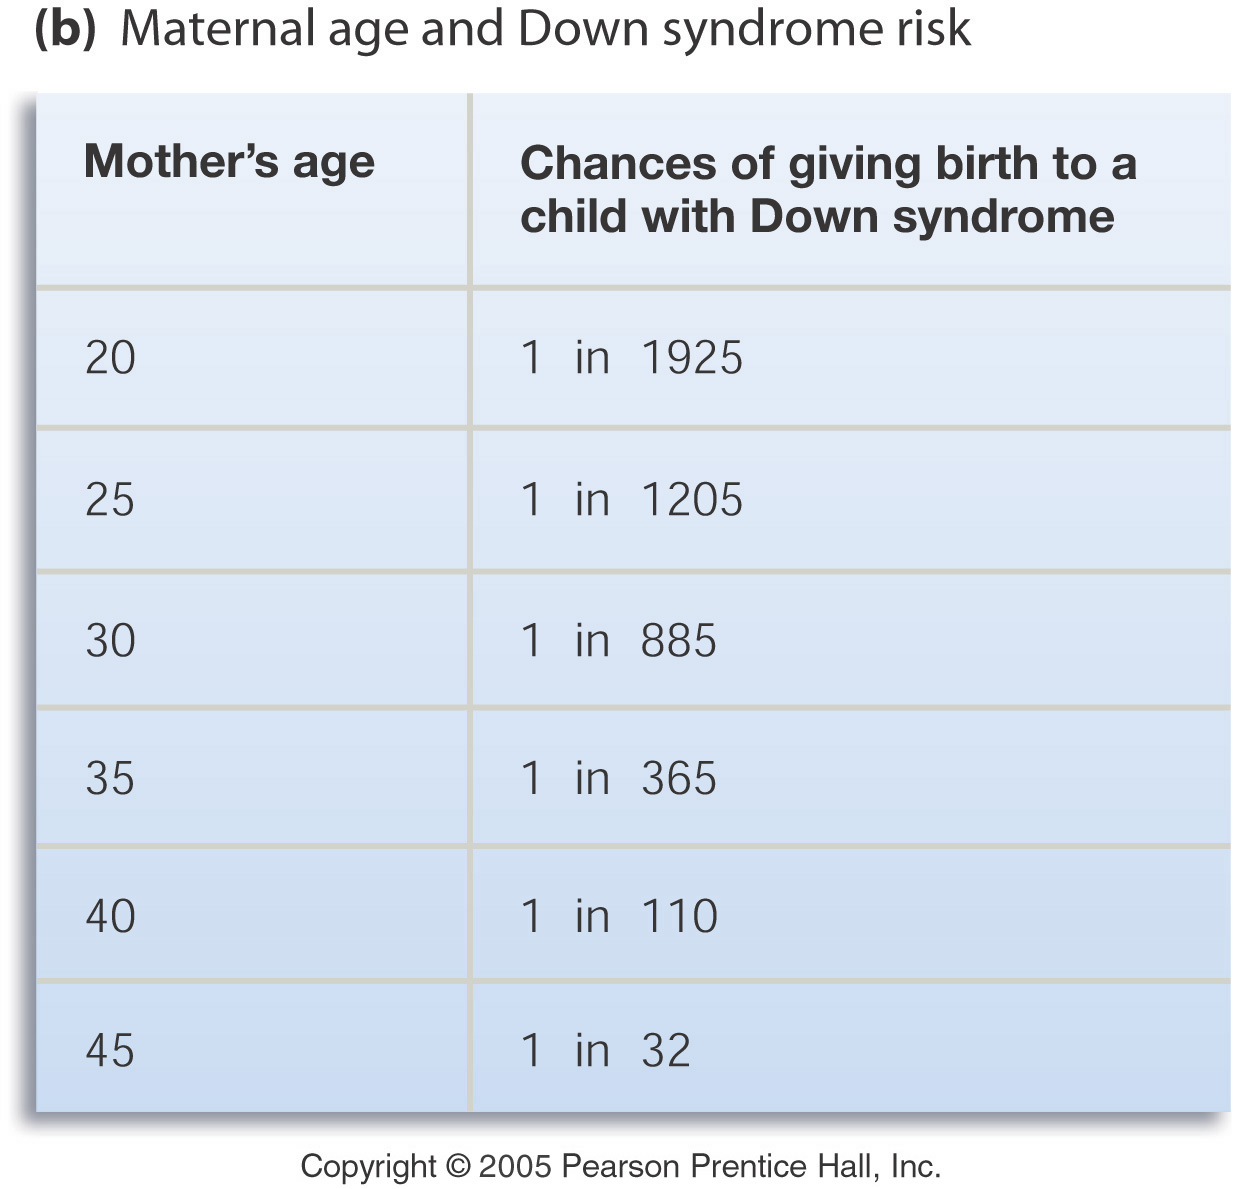 (b) Maternal age and Down syndrome risk
Mother’s age
Chances of giving birth to a
child with Down syndrome
20 1 in 1925
25 1 in 1205
30 1 in 885
35 1 in 365
40 1 in 110
45 1 in 32
Copyright © 2005 Pearson Prentice Hall, Inc.